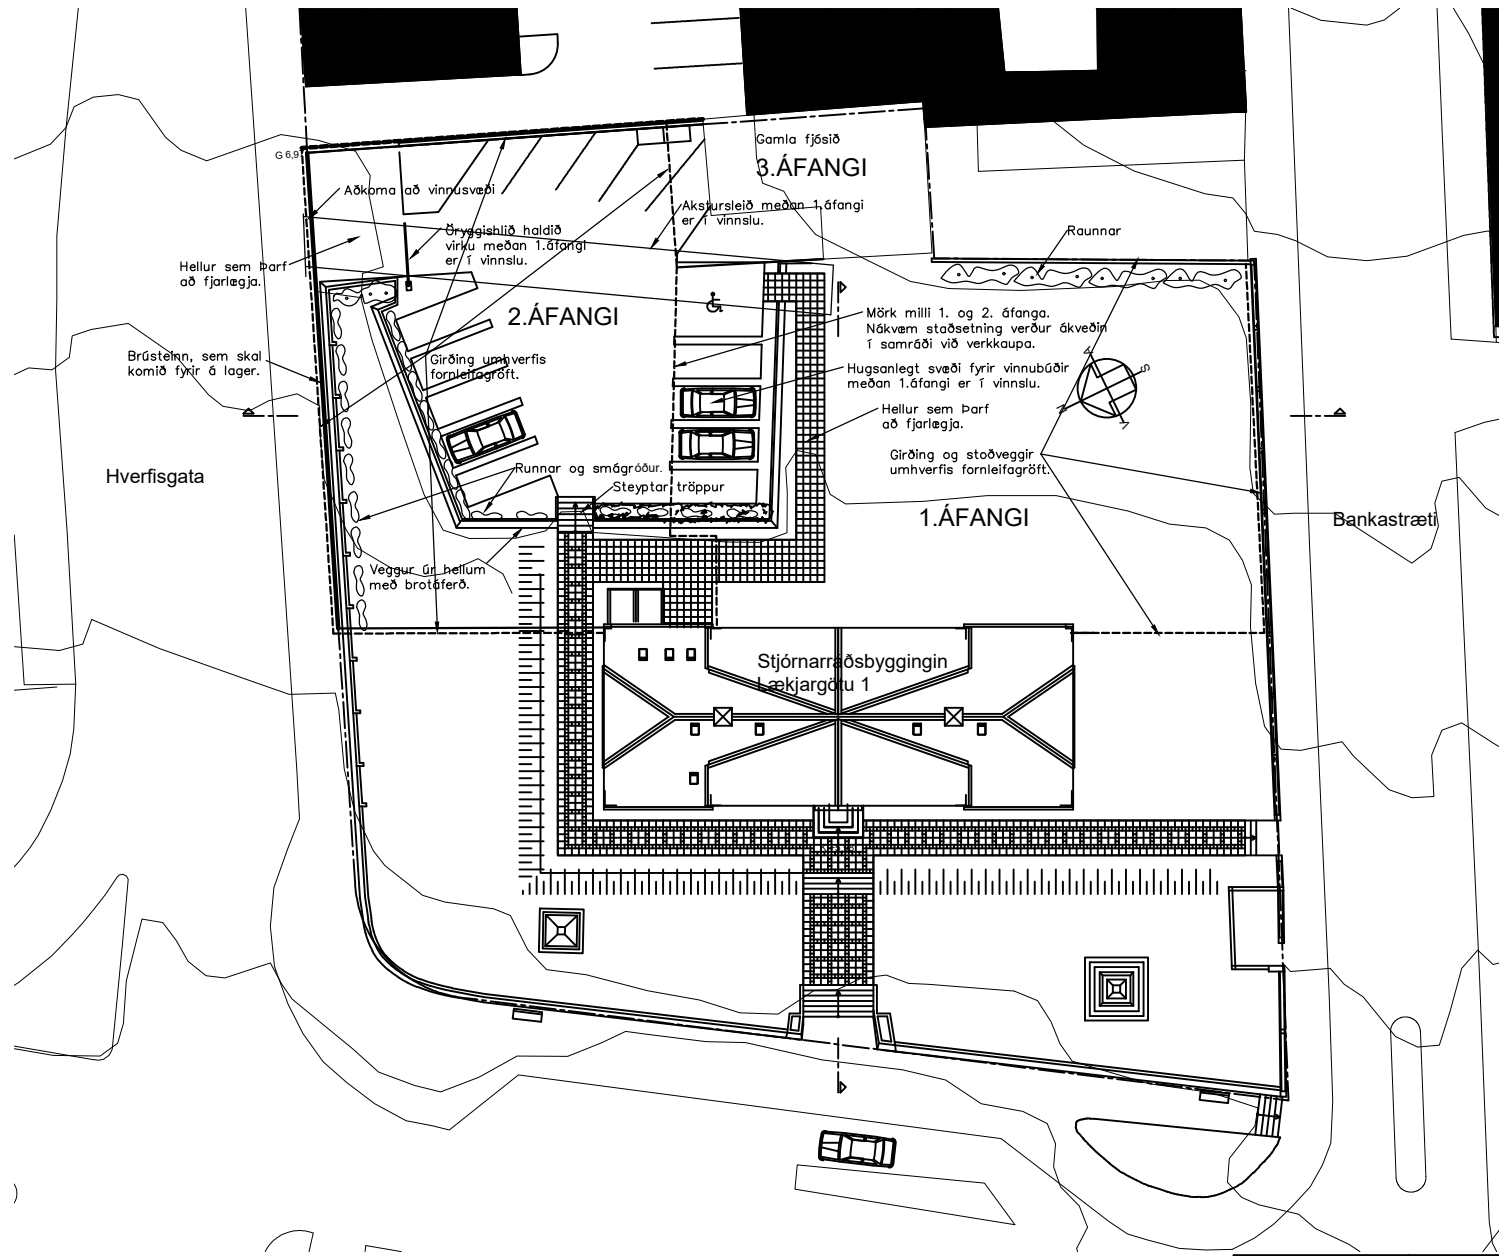 Gamla fjósið
3.ÁFANGI
G 6,9
Aðkoma að vinnusvæði
Akstursleið meðan 1.áfangi
er í vinnslu.
Öryggishlið haldið
virku meðan 1.áfangi
er í vinnslu.
Raunnar
Hellur sem Þarf
að fjarlægja.
2.ÁFANGI
Mörk milli 1. og 2. áfanga.
Nákvæm staðsetning verður ákveðin
í samráði við verkkaupa.
Brústeinn, sem skal
komið fyrir á lager.
Girðing umhverfis
fornleifagröft.
Hugsanlegt svæði fyrir vinnubúðir
meðan 1.áfangi er í vinnslu.
Hellur sem Þarf
að fjarlægja.
Girðing og stoðveggir
umhverfis fornleifagröft.
Hverfisgata
Runnar og smágróður.
Steyptar tröppur
1.ÁFANGI
Bankastræti
Veggur úr hellum
með brotáferð.
Stjórnarráðsbyggingin
Lækjargötu 1